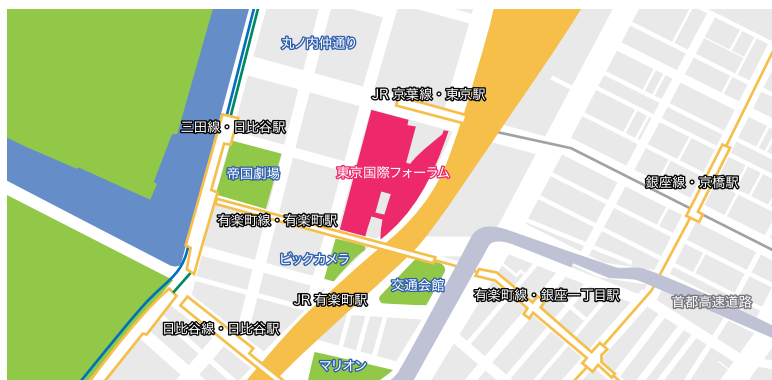 丸ノ内仲通り
JR 京葉線・東京駅
三田線・日比谷駅
帝国劇場
東京国際フォーラム
銀座線・京橋駅
有楽町線・有楽町駅
ビックカメラ
交通会館
JR 有楽町駅
有楽町線・銀座一丁目駅
首都高速道路
日比谷線・日比谷駅
マリオン